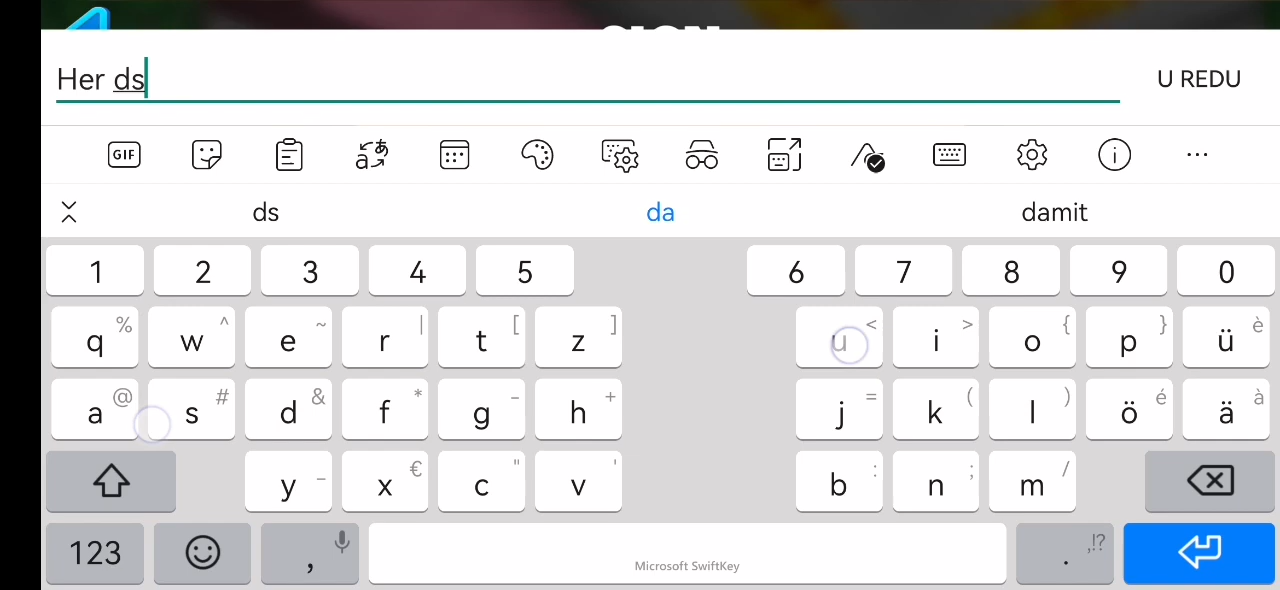 Her ds
U REDU
GIF
ds da damit
1 2 3 4 5 6 7 8 9 0
q % w ^ e ~ r | t [ z ] u < i > o { p } ü è
a @ s # d & f * g - h + j = k ( l ) ö é ä à
y _ x € c " v ' b : n ; m /
123 , Microsoft SwiftKey . ,!?